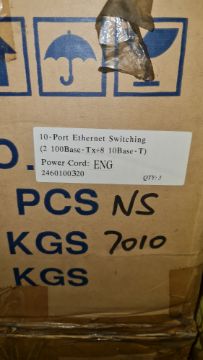 10-Port Ethernet Switching
(2 100Base-Tx+8 10Base-T)
Power Cord: ENG
2460100320
QTY:1
O.
PCS NS
KGS 7010
KGS